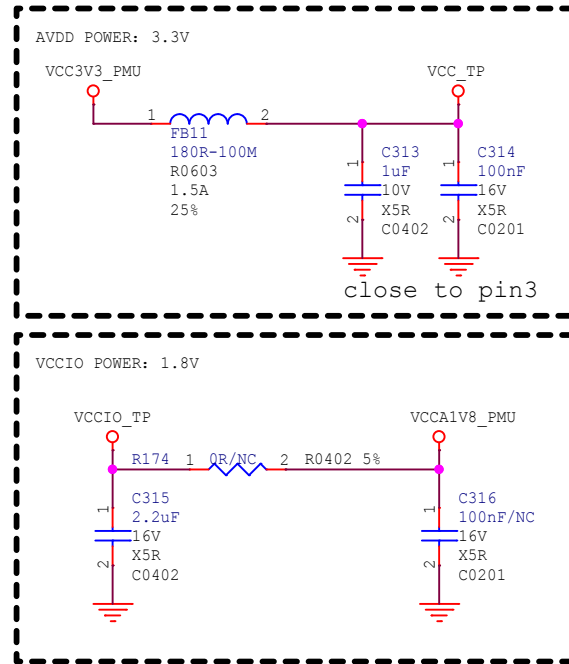 AVDD POWER: 3.3V
VCC3V3_PMU
VCC_TP
1
2
FB11
180R-100M
R0603
1.5A
25%
1
C313
1uF
10V
X5R
C0402
2
1
C314
100nF
16V
X5R
C0201
2
close to pin3
VCCIO POWER: 1.8V
VCCIO_TP
VCCA1V8_PMU
R174 1 0R/NC 2 R0402 5%
1
C315
2.2uF
16V
X5R
C0402
2
1
C316
100nF/NC
16V
X5R
C0201
2